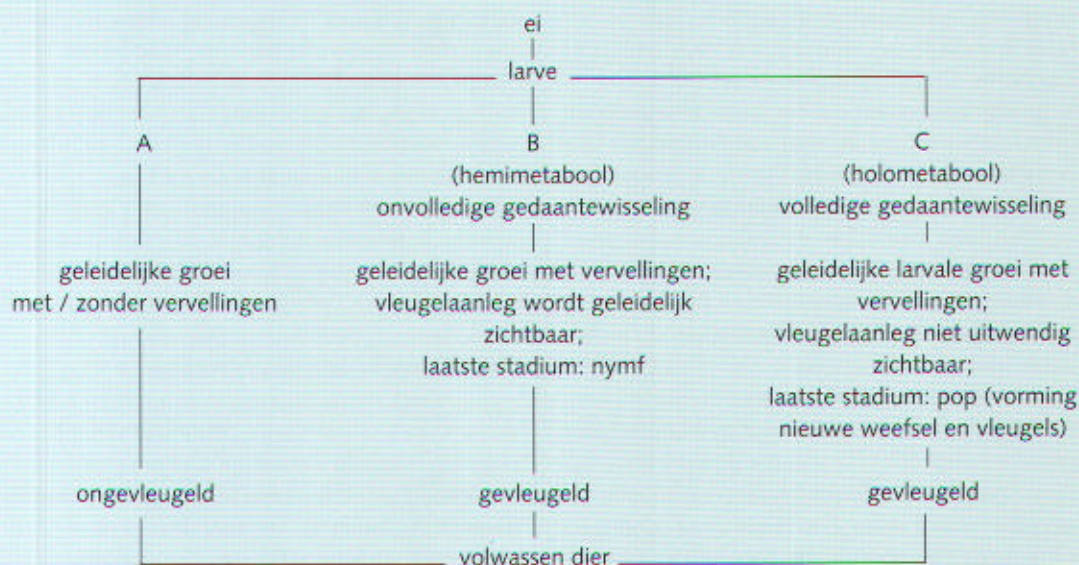 ei
larve
A
B
C
(hemimetabool)
(holometabool)
onvolledige gedaantewisseling
volledige gedaantewisseling
geleidelijke groei
met / zonder vervellingen
geleidelijke groei met vervellingen;
vleugelaanleg wordt geleidelijk
zichtbaar;
laatste stadium: nymf
geleidelijke larvale groei met
vervellingen;
vleugelaanleg niet uitwendig
zichtbaar;
laatste stadium: pop (vorming
nieuwe weefsel en vleugels)
ongevleugeld
gevleugeld
gevleugeld
volwassen dier